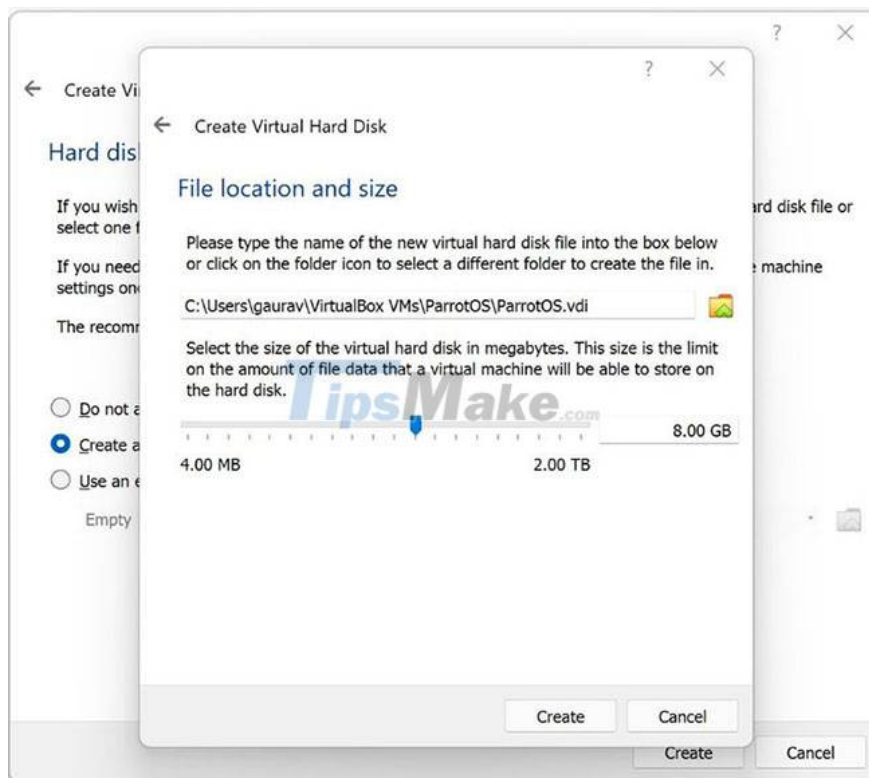 ?
Create Vi
?
Create Virtual Hard Disk
Hard dis
File location and size
If you wish
ard disk file or
select one f
Please type the name of the new virtual hard disk file into the box below
or click on the folder icon to select a different folder to create the file in.
If you need
machine
settings on
C:\Users\gaurav\VirtualBox VMs\ParrotOS\ParrotOS.vdi
The recomm
Select the size of the virtual hard disk in megabytes. This size is the limit
on the amount of file data that a virtual machine will be able to store on
the hard disk.
TipsMake.com
Do not a
8.00 GB
Create a
4.00 MB 2.00 TB
Use an e
Empty
Create Cancel
Create Cancel